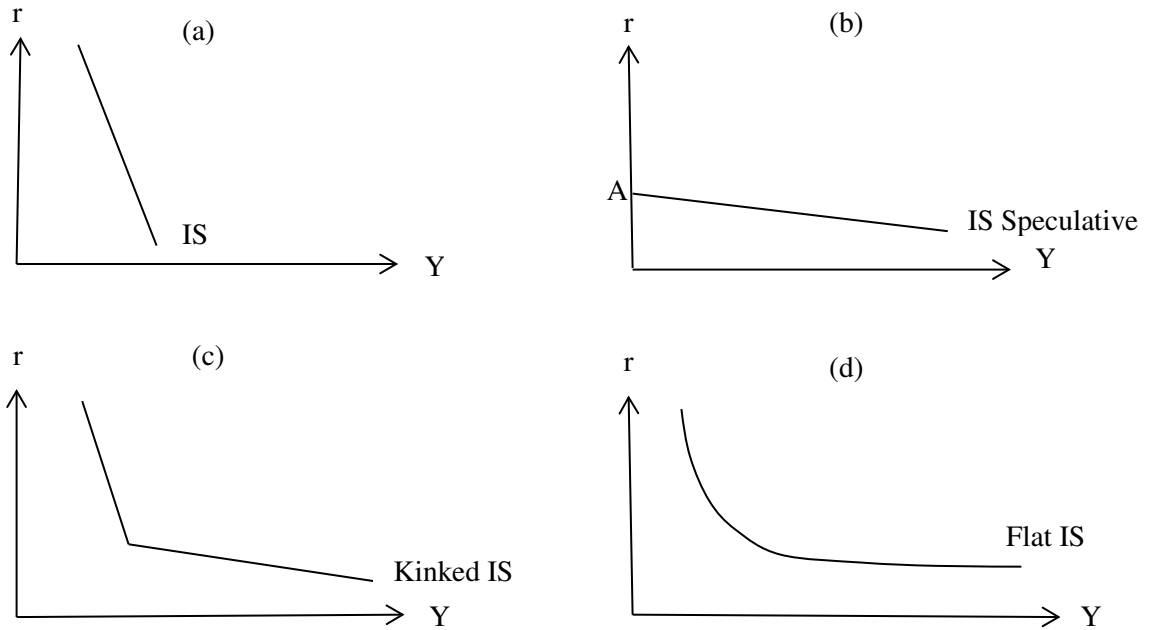 r
(a)
IS
Y
r
(b)
A
IS Speculative
Y
r
(c)
Kinked IS
Y
r
(d)
Flat IS
Y